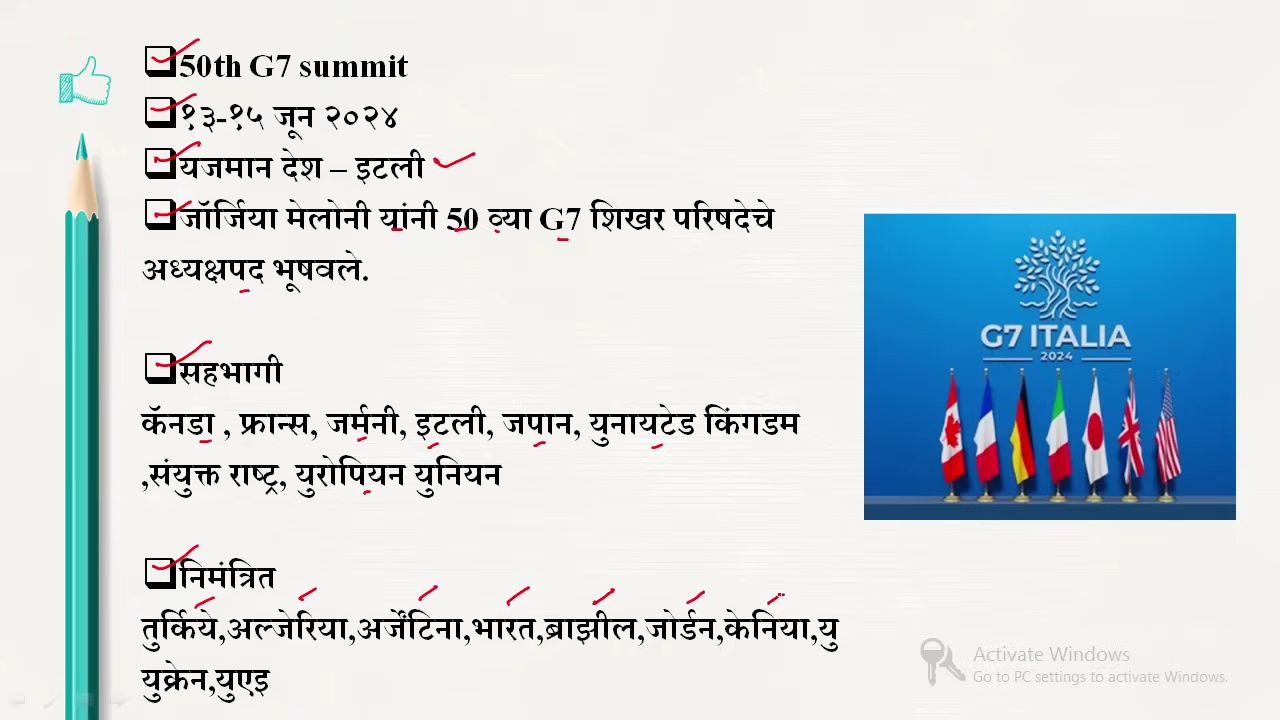 50th G7 summit
१३-१५ जून २०२४
यजमान देश – इटली
जॉर्जिया मेलोनी यांनी 50 व्या G7 शिखर परिषदेचे
अध्यक्षपद भूषवले.
सहभागी
कॅनडा , फ्रान्स, जर्मनी, इटली, जपान, युनायटेड किंगडम
,संयुक्त राष्ट्र, युरोपियन युनियन
निमंत्रित
तुर्किये,अल्जेरिया,अर्जेंटिना,भारत,ब्राझील,जोर्डन,केनिया,यु
युक्रेन,युएइ
G7 ITALIA
2024
Activate Windows
Go to PC settings to activate Windows.